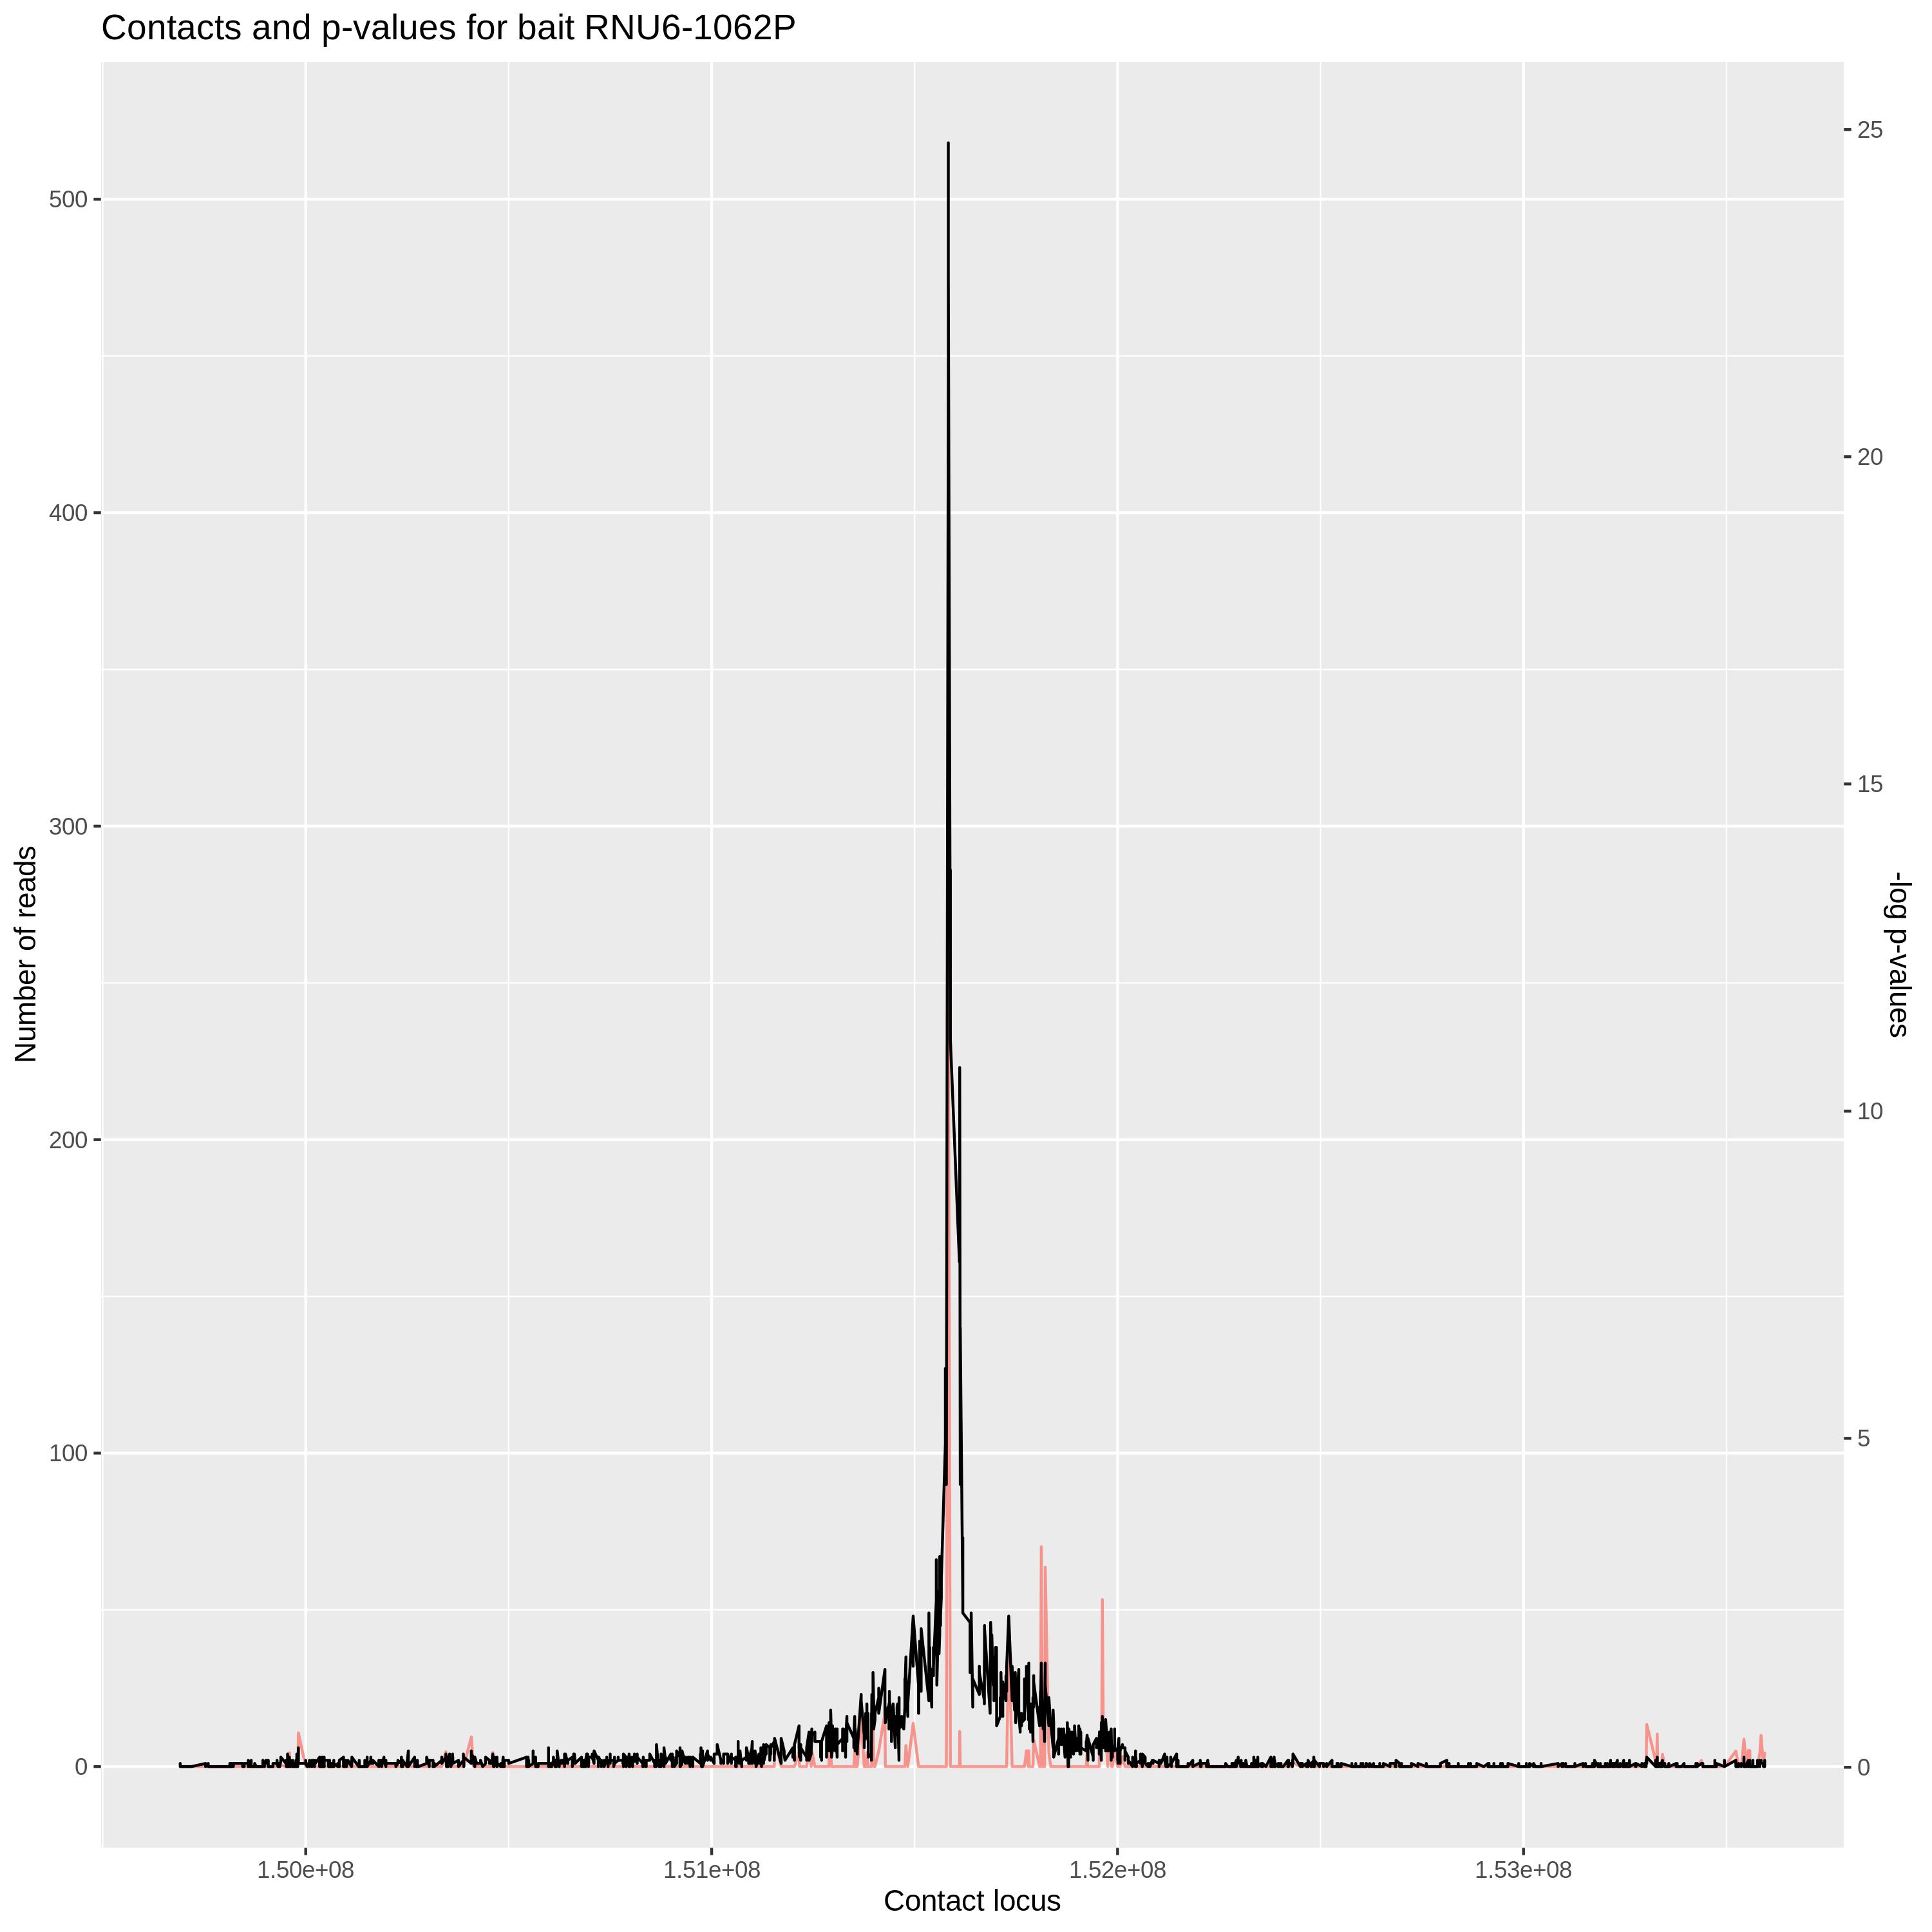 Contacts and p-values for bait RNU6-1062P
25
500
20
400
15
300
Number of reads
-log p-values
10
200
5
100
0
0
1.50e+08
1.51e+08
1.52e+08
1.53e+08
Contact locus